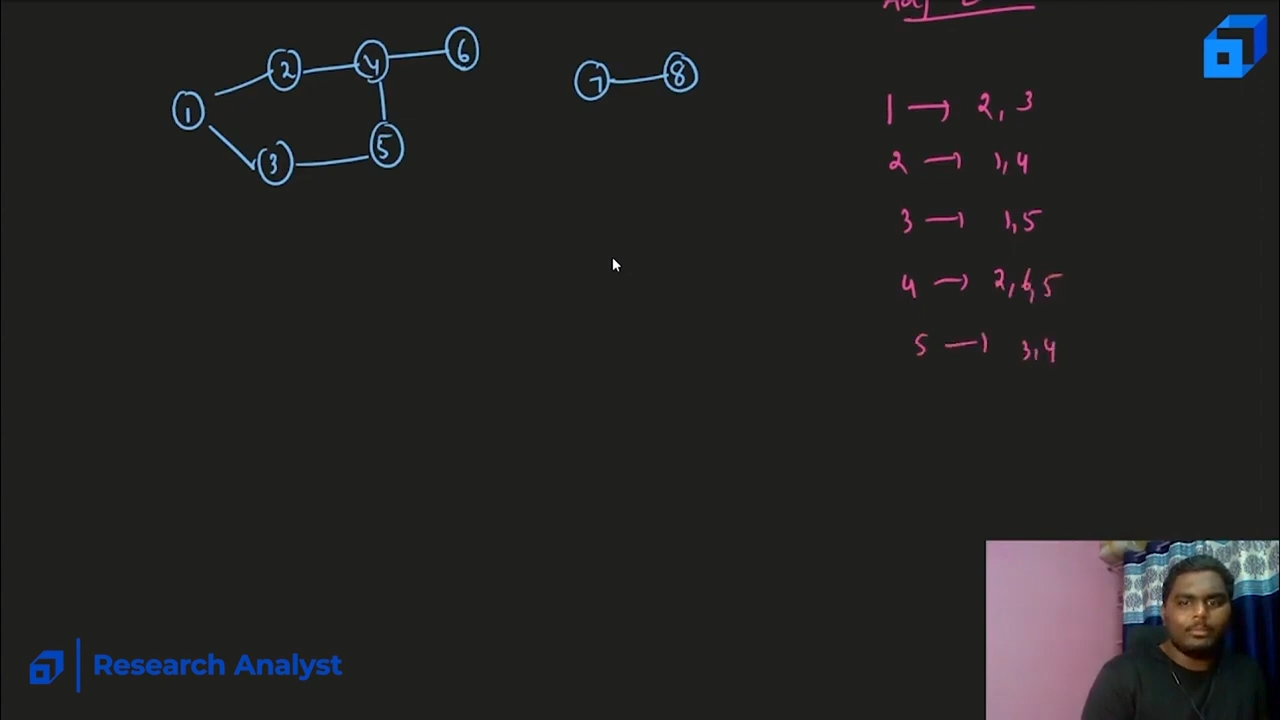 6
2
4
7
8
1
3
5
1 → 2, 3
2 → 1, 4
3 → 1, 5
4 → 2, 6, 5
5 → 3, 4
Research Analyst